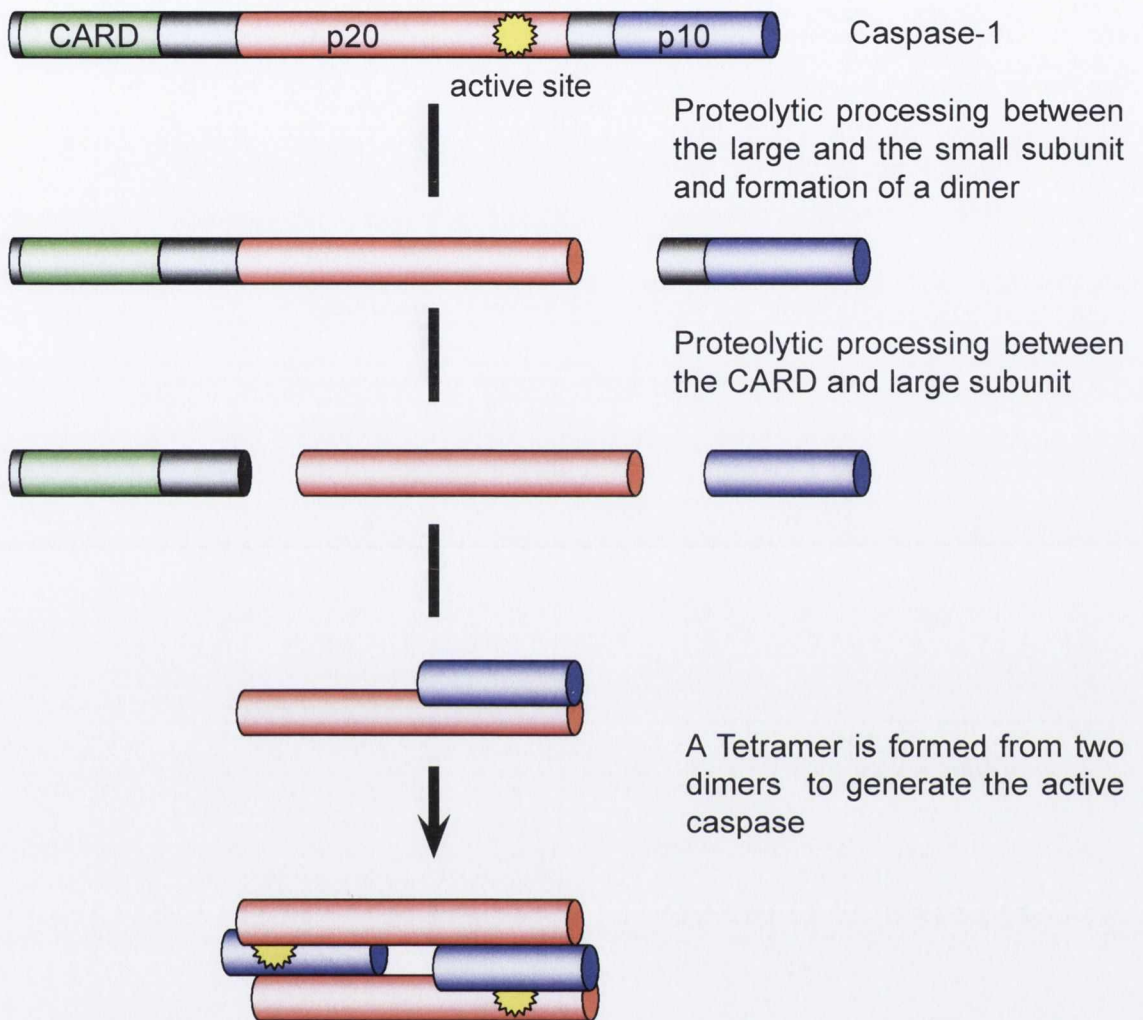 CARD p20 p10 Caspase-1
active site
Proteolytic processing between
the large and the small subunit
and formation of a dimer
Proteolytic processing between
the CARD and large subunit
A Tetramer is formed from two
dimers to generate the active
caspase